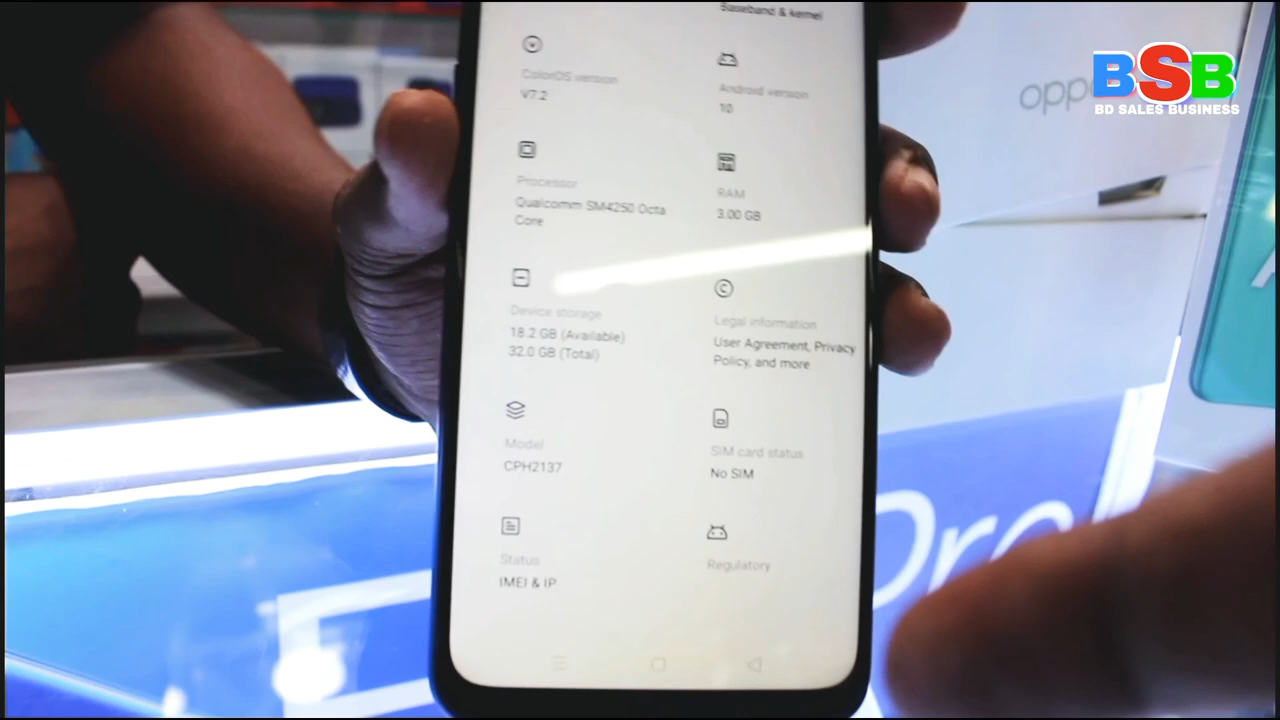 Baseband & kernel
ColorOS version
V7.2
Android version
10
Processor
Qualcomm SM4250 Octa
Core
RAM
3.00 GB
Device storage
18.2 GB (Available)
32.0 GB (Total)
Legal information
User Agreement, Privacy
Policy, and more
Model
CPH2137
SIM card status
No SIM
Status
IMEI & IP
Regulatory
BSB
BD SALES BUSINESS
oppo
Pro